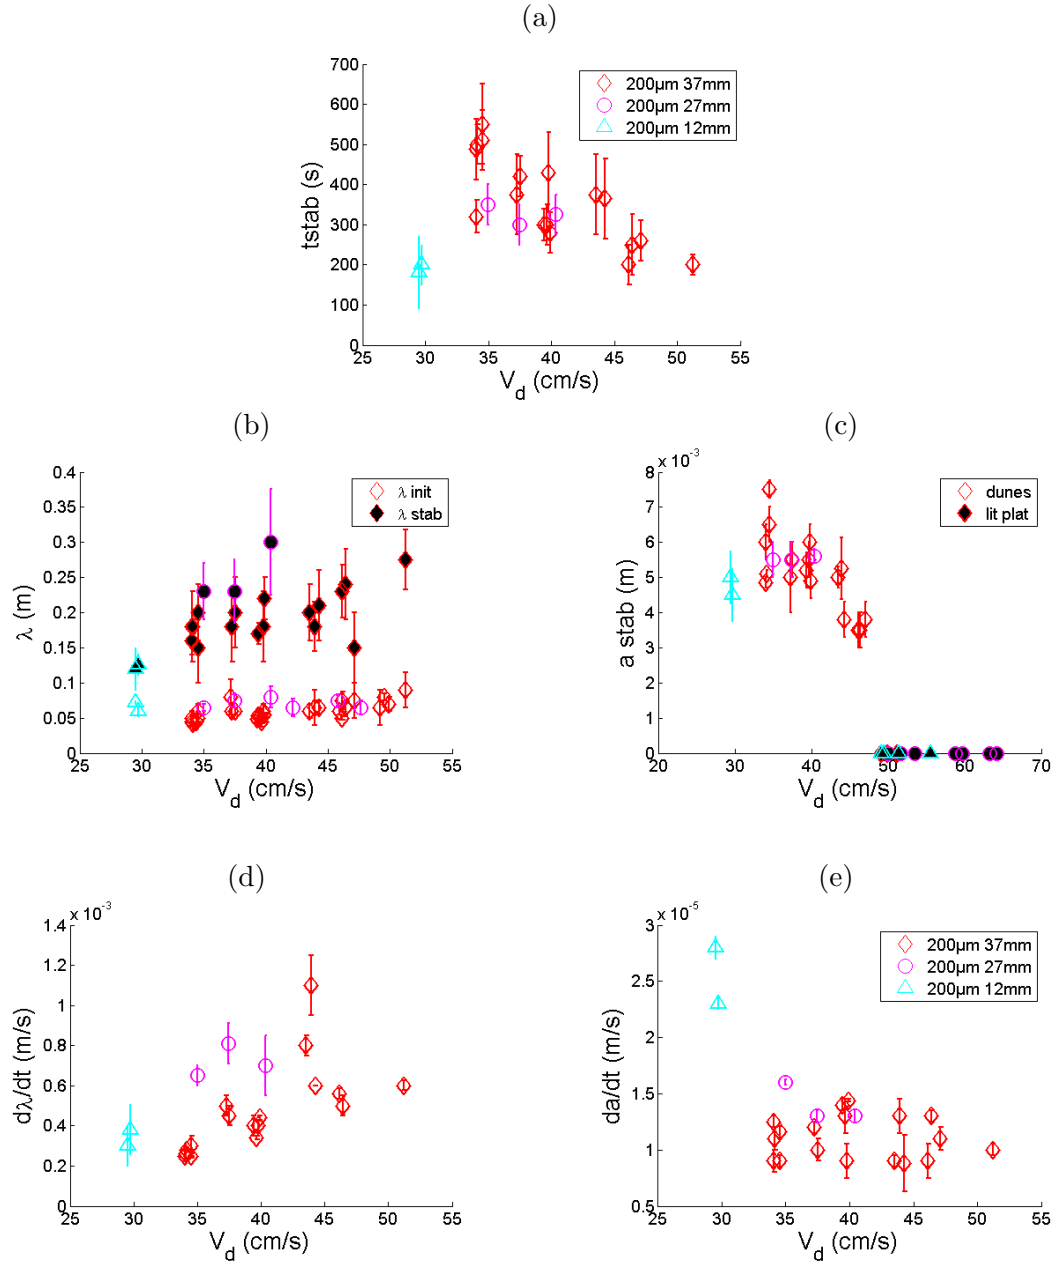 (a)
700
600
500
400
300
200
100
0
tstab (s)
25 30 35 40 45 50 55
V_d (cm/s)
200µm 37mm
200µm 27mm
200µm 12mm
(b)
0.4
0.35
0.3
0.25
0.2
0.15
0.1
0.05
0
λ (m)
25 30 35 40 45 50 55
V_d (cm/s)
λ init
λ stab
(c)
x 10^-3
8
7
6
5
4
3
2
1
0
a stab (m)
20 30 40 50 60 70
V_d (cm/s)
dunes
lit plat
(d)
x 10^-3
1.4
1.2
1
0.8
0.6
0.4
0.2
0
dλ/dt (m/s)
25 30 35 40 45 50 55
V_d (cm/s)
(e)
x 10^-5
3
2.5
2
1.5
1
0.5
da/dt (m/s)
25 30 35 40 45 50 55
V_d (cm/s)
200µm 37mm
200µm 27mm
200µm 12mm